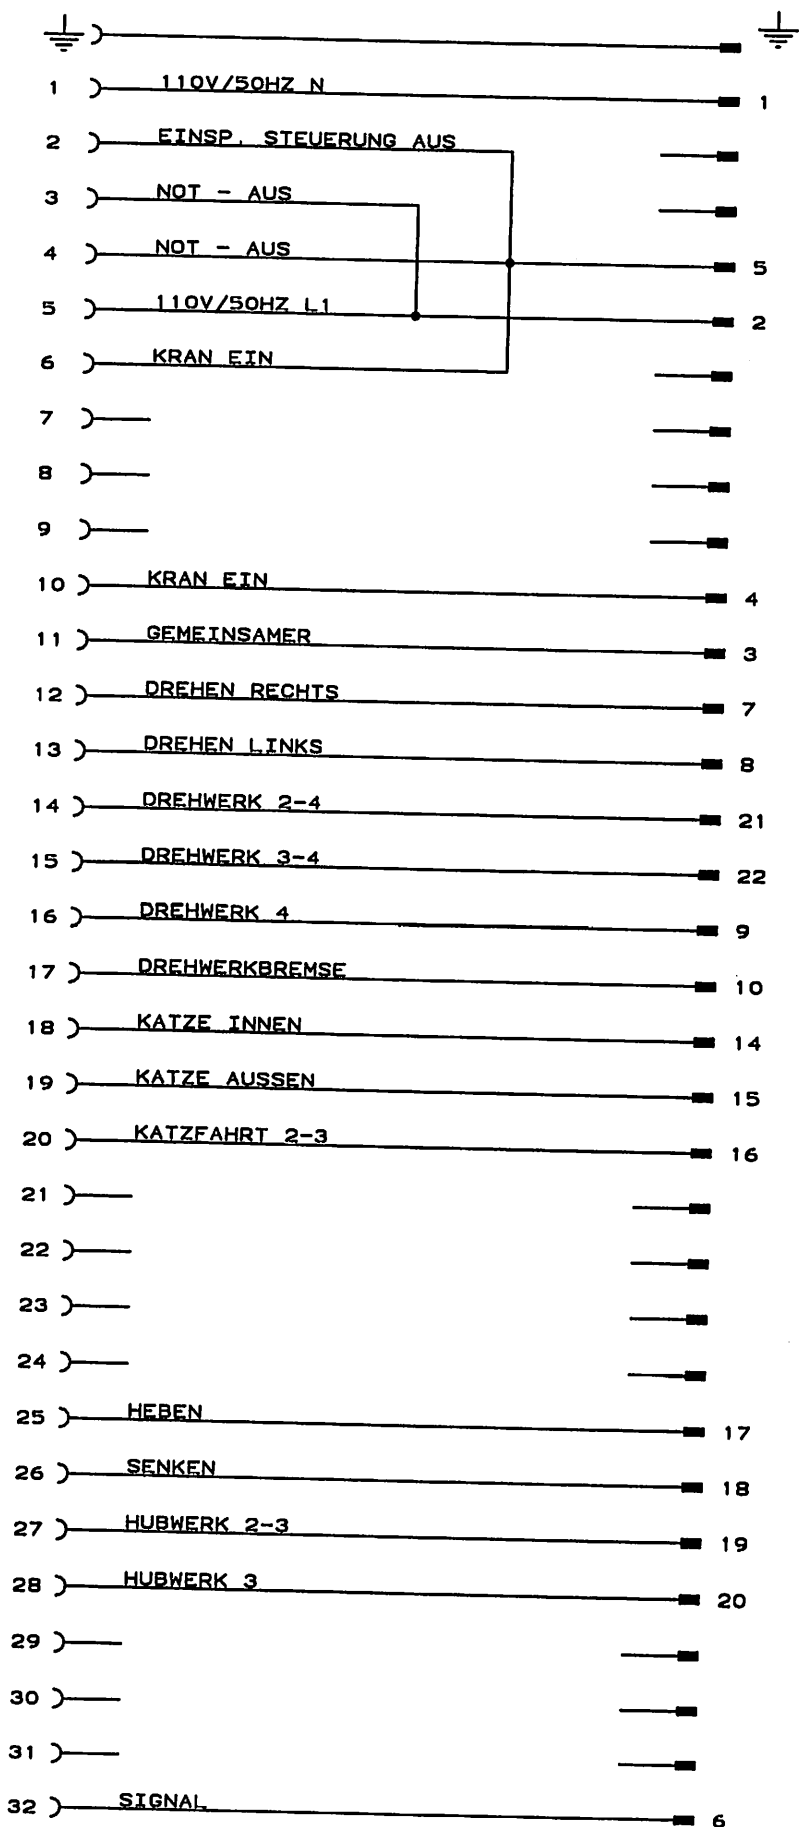 1 110V/50HZ N 1
2 EINSP. STEUERUNG AUS
3 NOT - AUS
4 NOT - AUS 5
5 110V/50HZ L1 2
6 KRAN EIN
7
8
9
10 KRAN EIN 4
11 GEMEINSAMER 3
12 DREHEN RECHTS 7
13 DREHEN LINKS 8
14 DREHWERK 2-4 21
15 DREHWERK 3-4 22
16 DREHWERK 4 9
17 DREHWERKBREMSE 10
18 KATZE INNEN 14
19 KATZE AUSSEN 15
20 KATZFAHRT 2-3 16
21
22
23
24
25 HEBEN 17
26 SENKEN 18
27 HUBWERK 2-3 19
28 HUBWERK 3 20
29
30
31
32 SIGNAL 6